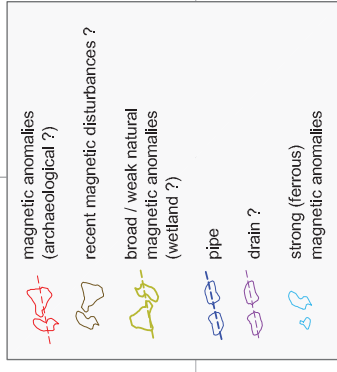 magnetic anomalies
(archaeological ?)
recent magnetic disturbances ?
broad / weak natural
magnetic anomalies
(wetland ?)
pipe
drain ?
strong (ferrous)
magnetic anomalies